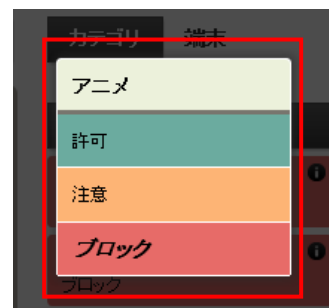 カテゴリ 端末
アニメ
許可
注意
ブロック
ブロック